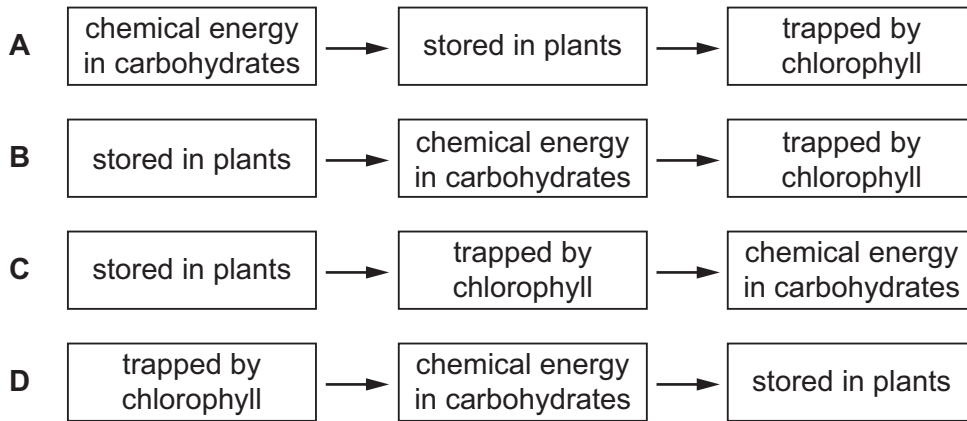 A
chemical energy
in carbohydrates
stored in plants
trapped by
chlorophyll
B
stored in plants
chemical energy
in carbohydrates
trapped by
chlorophyll
C
stored in plants
trapped by
chlorophyll
chemical energy
in carbohydrates
D
trapped by
chlorophyll
chemical energy
in carbohydrates
stored in plants